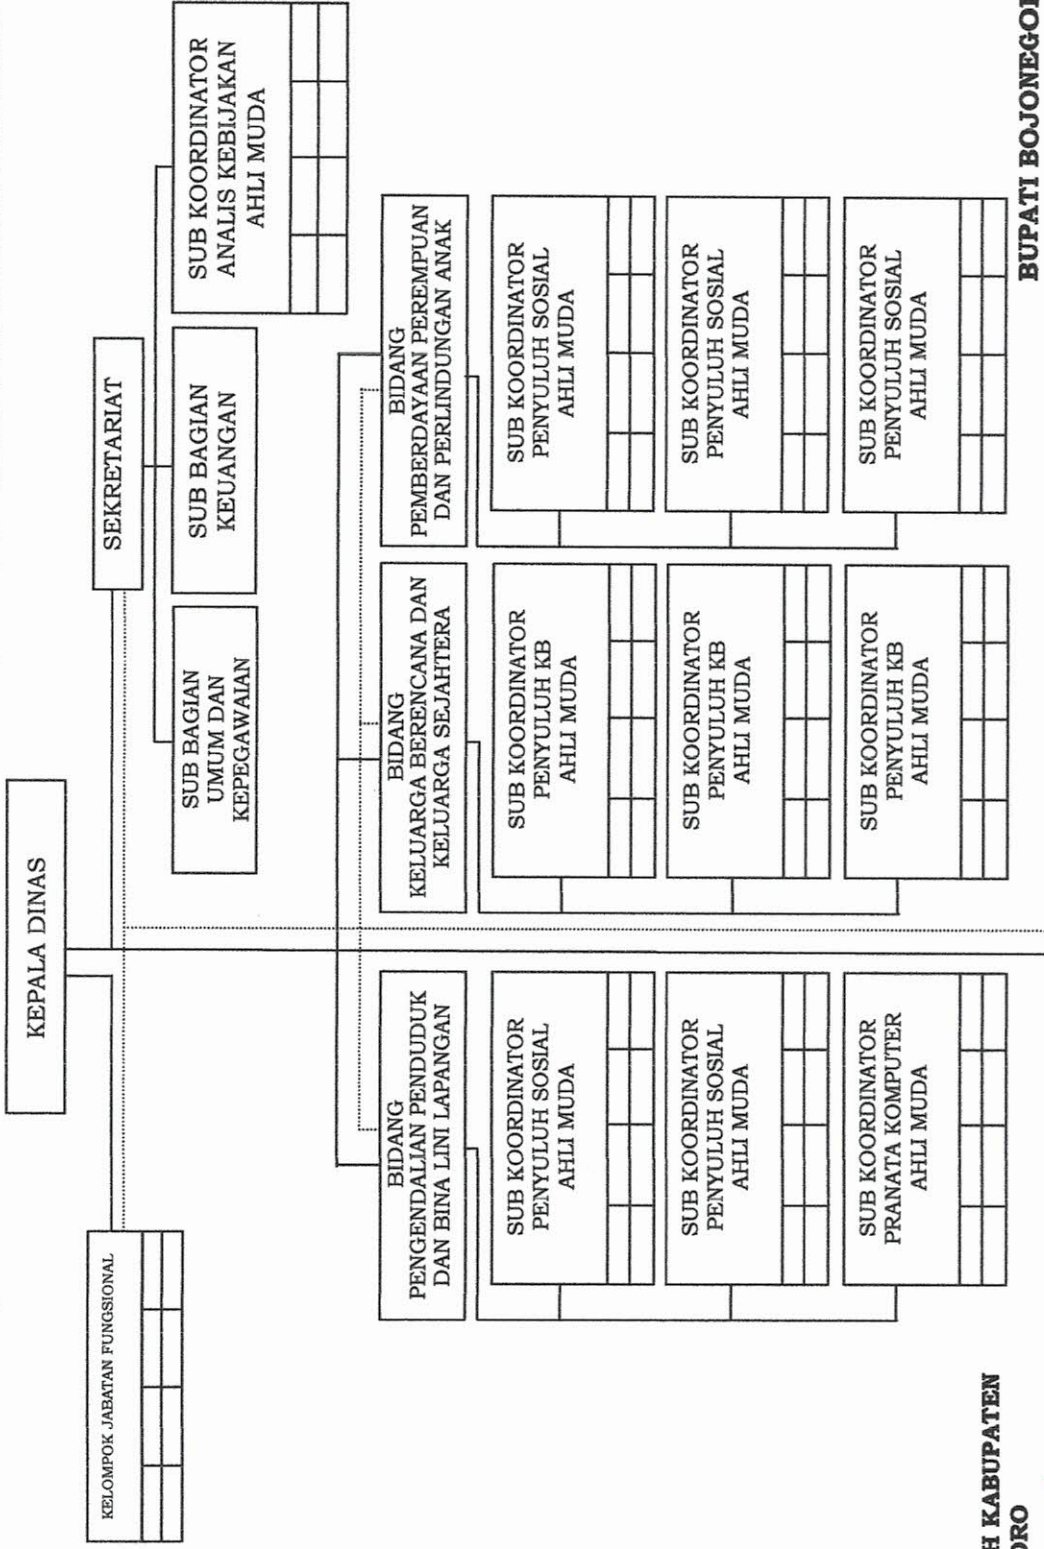 KEPALA DINAS
KELOMPOK JABATAN FUNGSIONAL
SEKRETARIAT
SUB BAGIAN
UMUM DAN
KEPEGAWAIAN
SUB BAGIAN
KEUANGAN
SUB KOORDINATOR
ANALIS KEBIJAKAN
AHLI MUDA
BIDANG
PENGENDALIAN PENDUDUK
DAN BINA LINI LAPANGAN
SUB KOORDINATOR
PENYULUH SOSIAL
AHLI MUDA
SUB KOORDINATOR
PENYULUH SOSIAL
AHLI MUDA
SUB KOORDINATOR
PRANATA KOMPUTER
AHLI MUDA
BIDANG
KELUARGA BERENCANA DAN
KELUARGA SEJAHTERA
SUB KOORDINATOR
PENYULUH KB
AHLI MUDA
SUB KOORDINATOR
PENYULUH KB
AHLI MUDA
SUB KOORDINATOR
PENYULUH KB
AHLI MUDA
BIDANG
PEMBERDAYAAN PEREMPUAN
DAN PERLINDUNGAN ANAK
SUB KOORDINATOR
PENYULUH SOSIAL
AHLI MUDA
SUB KOORDINATOR
PENYULUH SOSIAL
AHLI MUDA
SUB KOORDINATOR
PENYULUH SOSIAL
AHLI MUDA
H KABUPATEN
ORO
BUPATI BOJONEGO